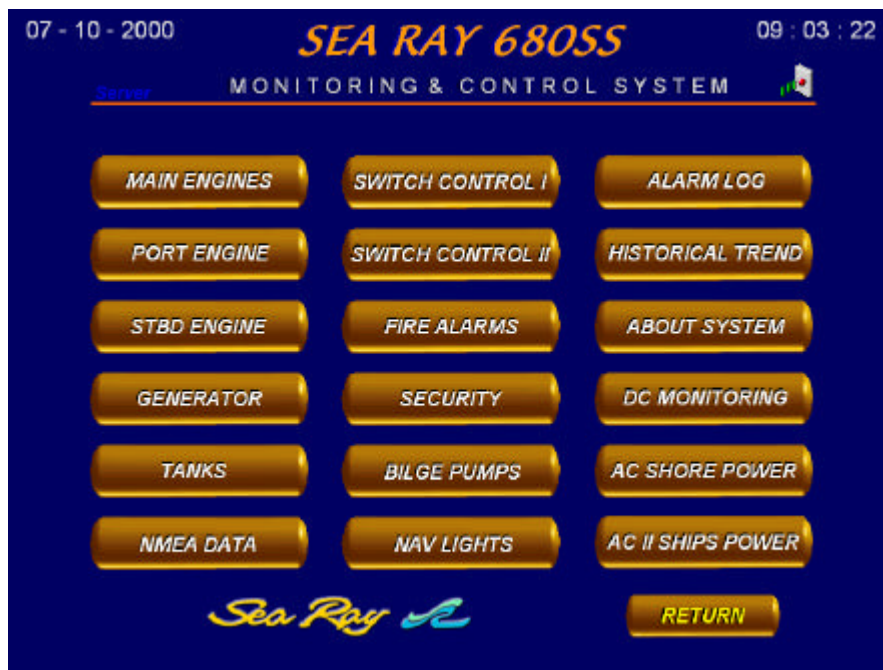 07 - 10 - 2000 SEA RAY 680SS 09 : 03 : 22
Server MONITORING & CONTROL SYSTEM
MAIN ENGINES SWITCH CONTROL I ALARM LOG
PORT ENGINE SWITCH CONTROL II HISTORICAL TREND
STBD ENGINE FIRE ALARMS ABOUT SYSTEM
GENERATOR SECURITY DC MONITORING
TANKS BILGE PUMPS AC SHORE POWER
NMEA DATA NAV LIGHTS AC II SHIPS POWER
Sea Ray RETURN